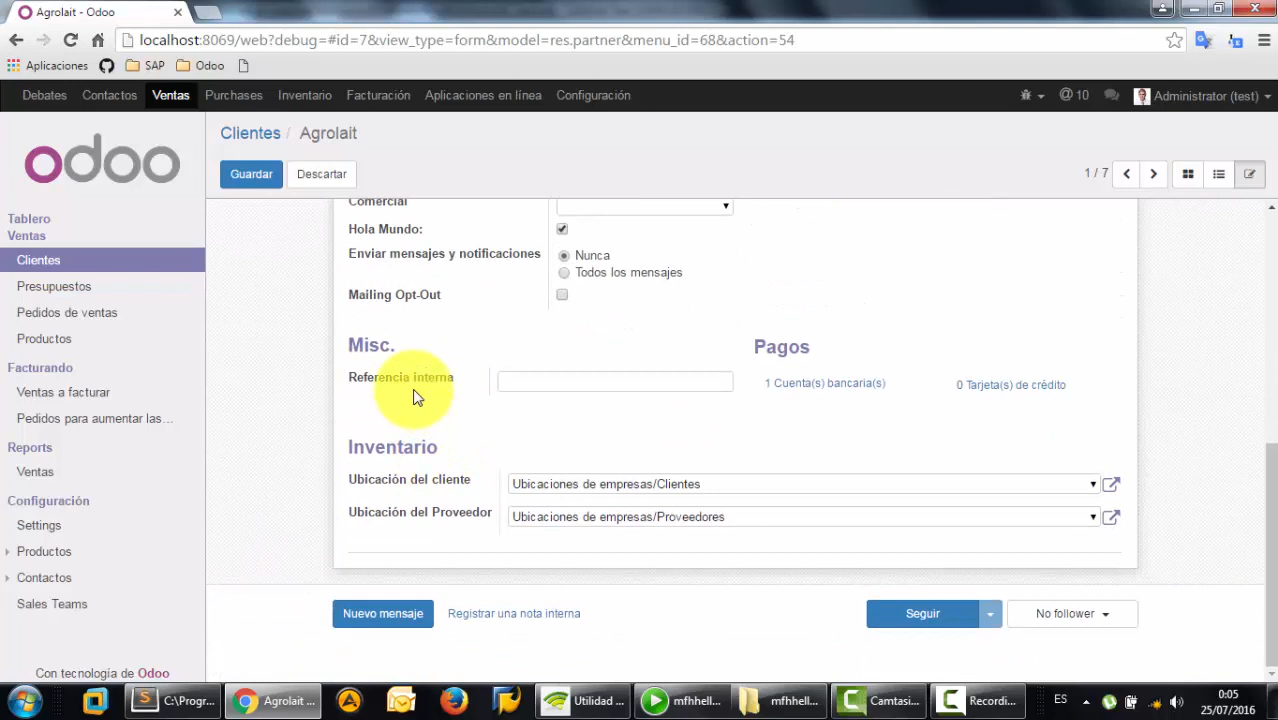 Agrolait - Odoo
localhost:8069/web?debug=#id=7&view_type=form&model=res.partner&menu_id=68&action=54
Aplicaciones SAP Odoo
Debates Contactos Ventas Purchases Inventario Facturación Aplicaciones en línea Configuración @ 10 Administrator (test)
odoo
Clientes / Agrolait
Guardar Descartar 1 / 7
Tablero
Ventas
Clientes
Presupuestos
Pedidos de ventas
Productos
Facturando
Ventas a facturar
Pedidos para aumentar las...
Reports
Ventas
Configuración
Settings
Productos
Contactos
Sales Teams
Con tecnología de Odoo
Comercial
Hola Mundo:
Enviar mensajes y notificaciones Nunca
Todos los mensajes
Mailing Opt-Out
Misc. Pagos
Referencia interna 1 Cuenta(s) bancaria(s) 0 Tarjeta(s) de crédito
Inventario
Ubicación del cliente Ubicaciones de empresas/Clientes
Ubicación del Proveedor Ubicaciones de empresas/Proveedores
Nuevo mensaje Registrar una nota interna Seguir No follower
C:\Progr... Agrolait ... Utilidad ... mfhhell... mfhhell... Camtasi... Recordi... ES 0:05
25/07/2016